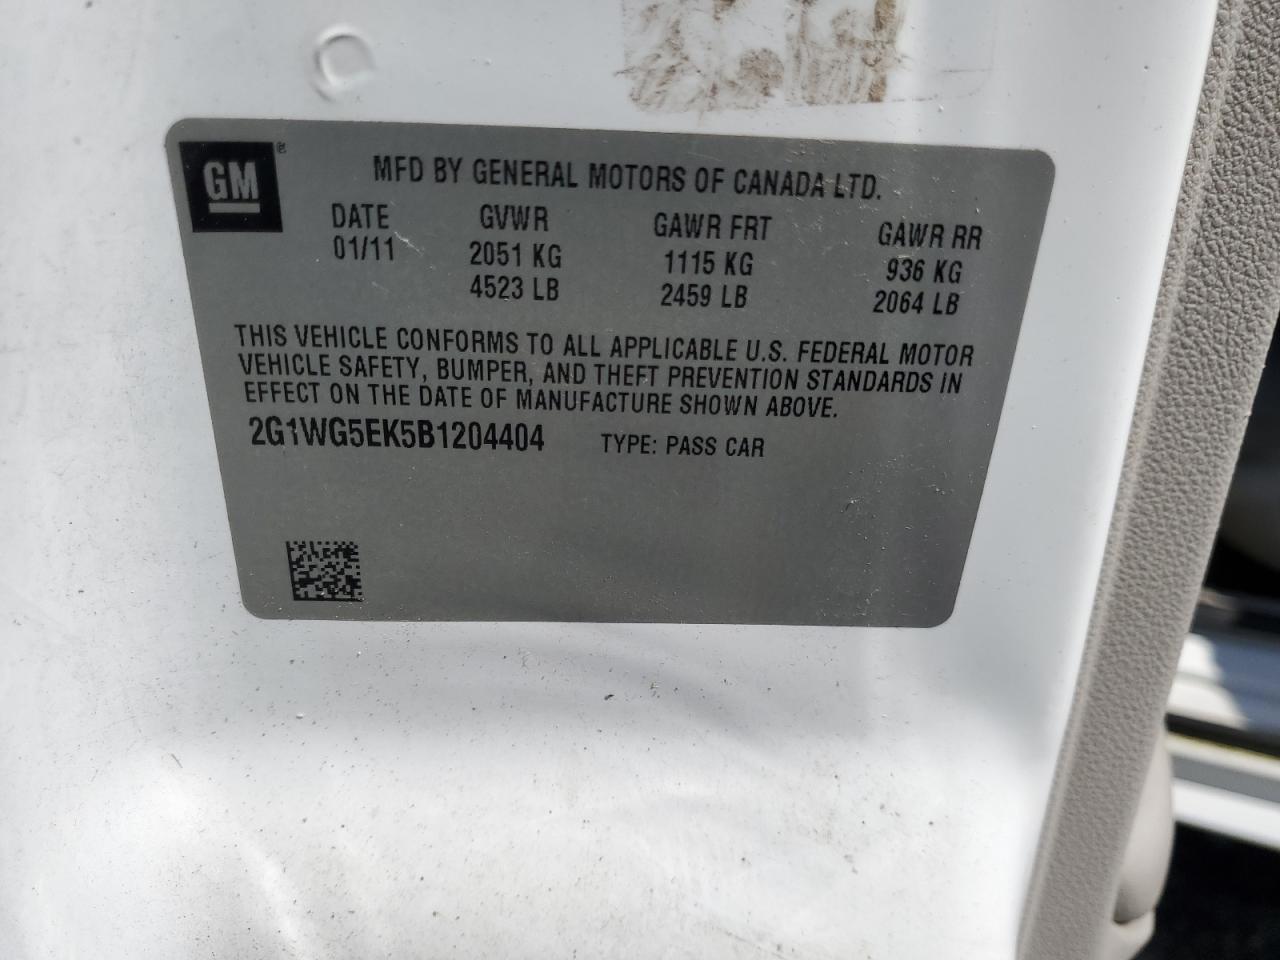 GM®
MFD BY GENERAL MOTORS OF CANADA LTD.
DATE GVWR GAWR FRT GAWR RR
01/11 2051 KG 1115 KG 936 KG
4523 LB 2459 LB 2064 LB
THIS VEHICLE CONFORMS TO ALL APPLICABLE U.S. FEDERAL MOTOR
VEHICLE SAFETY, BUMPER, AND THEFT PREVENTION STANDARDS IN
EFFECT ON THE DATE OF MANUFACTURE SHOWN ABOVE.
2G1WG5EK5B1204404 TYPE: PASS CAR